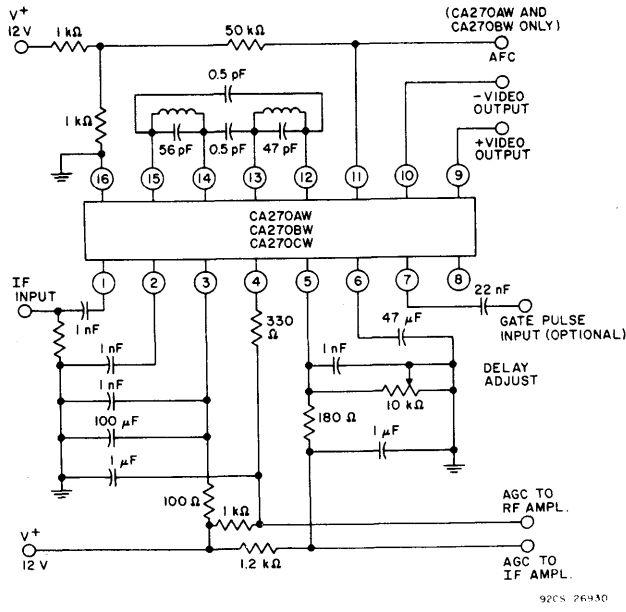 V+
12 V
1 kΩ
50 kΩ
(CA270AW AND
CA270BW ONLY)
AFC
0.5 pF
−VIDEO
OUTPUT
1 kΩ
56 pF
0.5 pF
47 pF
+VIDEO
OUTPUT
16
15
14
13
12
11
10
9
CA270AW
CA270BW
CA270CW
1
2
3
4
5
6
7
8
IF
INPUT
1 nF
330
Ω
47 μF
22 nF
GATE PULSE
INPUT (OPTIONAL)
1 nF
1 nF
DELAY
ADJUST
1 nF
10 kΩ
100 μF
180 Ω
1 μF
1 μF
100 Ω
1 kΩ
AGC TO
RF AMPL.
V+
12 V
1.2 kΩ
AGC TO
IF AMPL.
92CS-26930